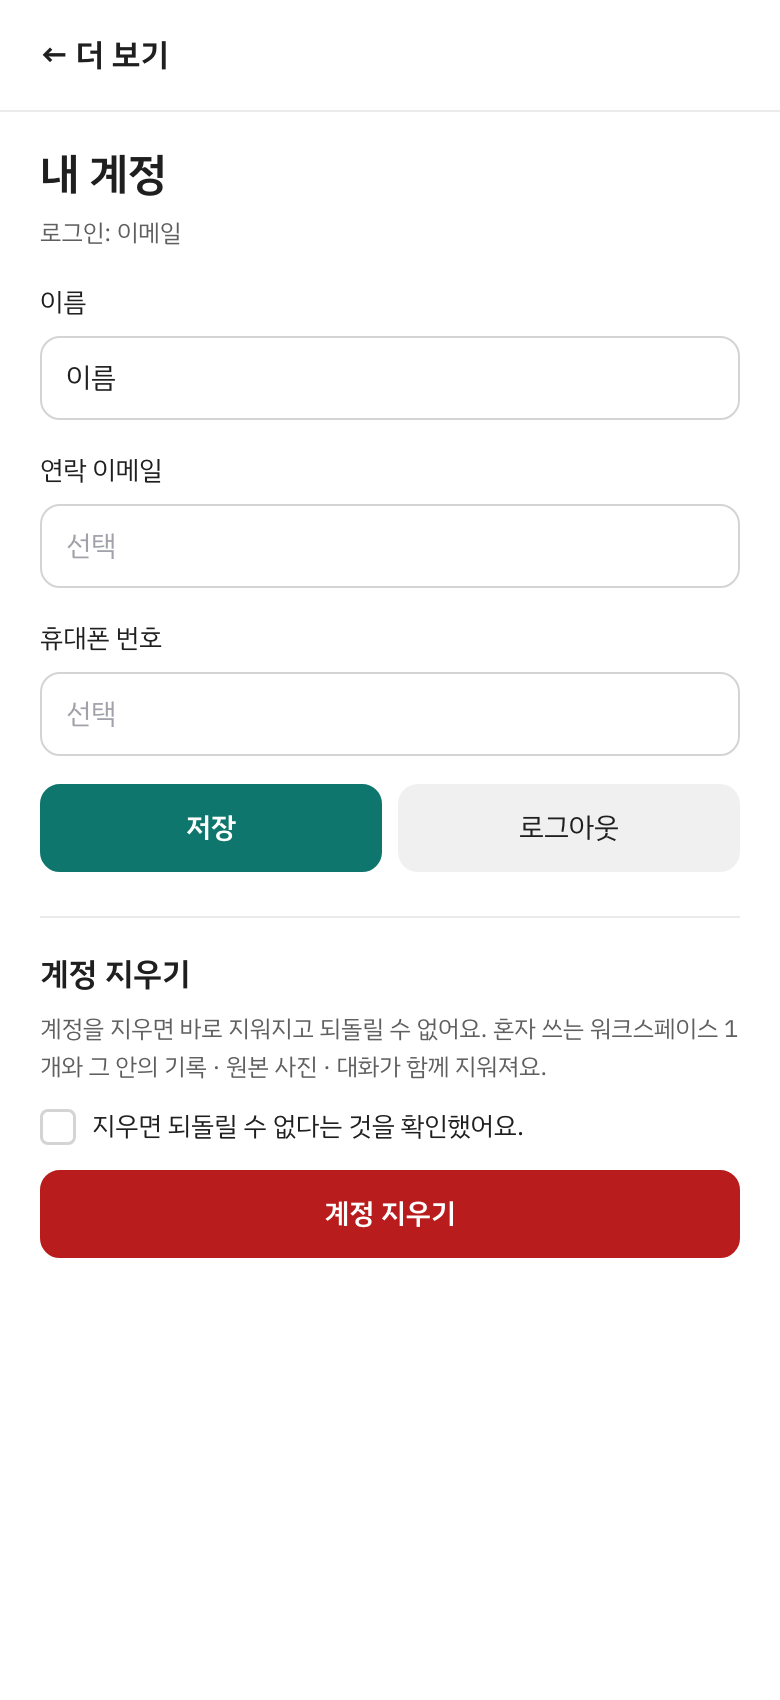 ← 더 보기
내 계정
로그인: 이메일
이름
이름
연락 이메일
선택
휴대폰 번호
선택
저장
로그아웃
계정 지우기
계정을 지우면 바로 지워지고 되돌릴 수 없어요. 혼자 쓰는 워크스페이스 1
개와 그 안의 기록 · 원본 사진 · 대화가 함께 지워져요.
지우면 되돌릴 수 없다는 것을 확인했어요.
계정 지우기